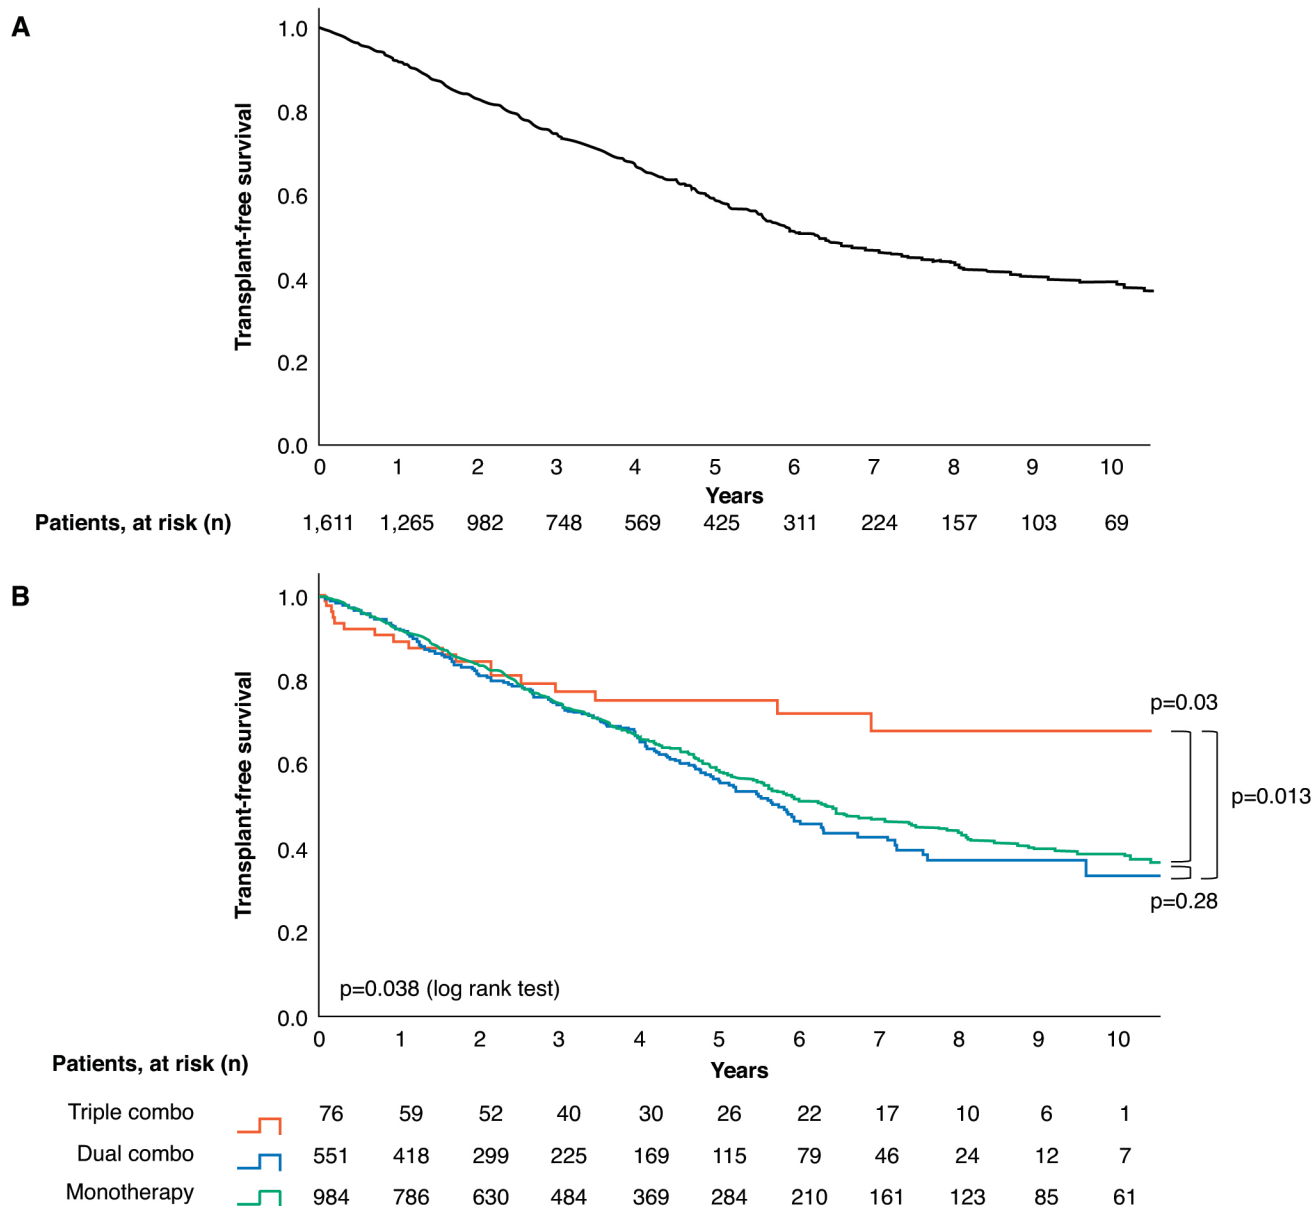 A
Transplant-free survival
1.0
0.8
0.6
0.4
0.2
0.0
0 1 2 3 4 5 6 7 8 9 10
Years
Patients, at risk (n) 1,611 1,265 982 748 569 425 311 224 157 103 69
B
Transplant-free survival
1.0
0.8
0.6
0.4
0.2
0.0
p=0.03
p=0.013
p=0.28
p=0.038 (log rank test)
0 1 2 3 4 5 6 7 8 9 10
Years
Patients, at risk (n)
Triple combo 76 59 52 40 30 26 22 17 10 6 1
Dual combo 551 418 299 225 169 115 79 46 24 12 7
Monotherapy 984 786 630 484 369 284 210 161 123 85 61